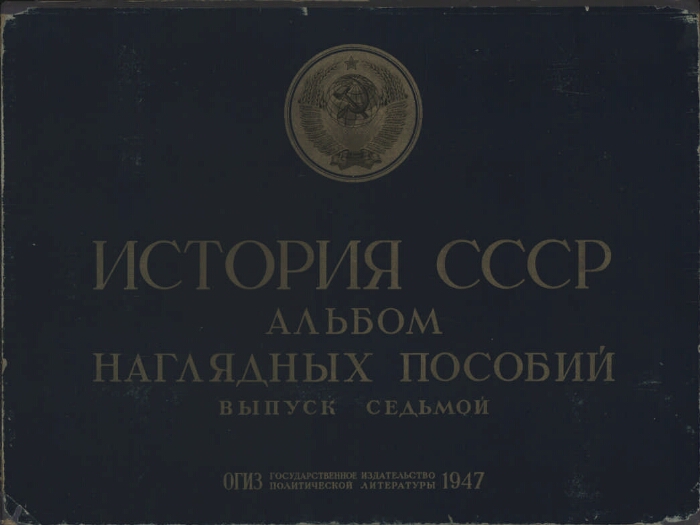 ИСТОРИЯ СССР
АЛЬБОМ
НАГЛЯДНЫХ ПОСОБИЙ
ВЫПУСК СЕДЬМОЙ
ОГИЗ ГОСУДАРСТВЕННОЕ ИЗДАТЕЛЬСТВО ПОЛИТИЧЕСКОЙ ЛИТЕРАТУРЫ 1947